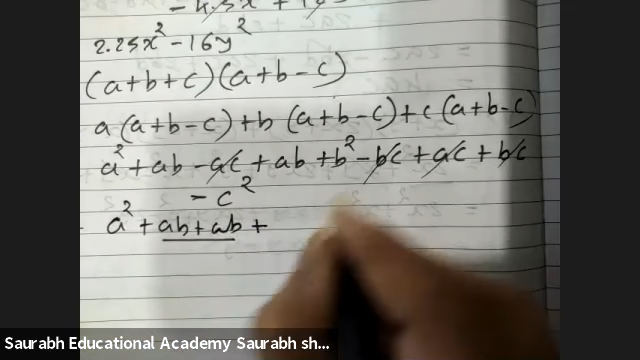 2.25x² - 16y²
(a+b+c)(a+b-c)
a(a+b-c)+b(a+b-c)+c(a+b-c)
a²+ab-ac+ab+b²-bc+ac+bc
-c²
a²+ab+ab+
Saurabh Educational Academy Saurabh sh...